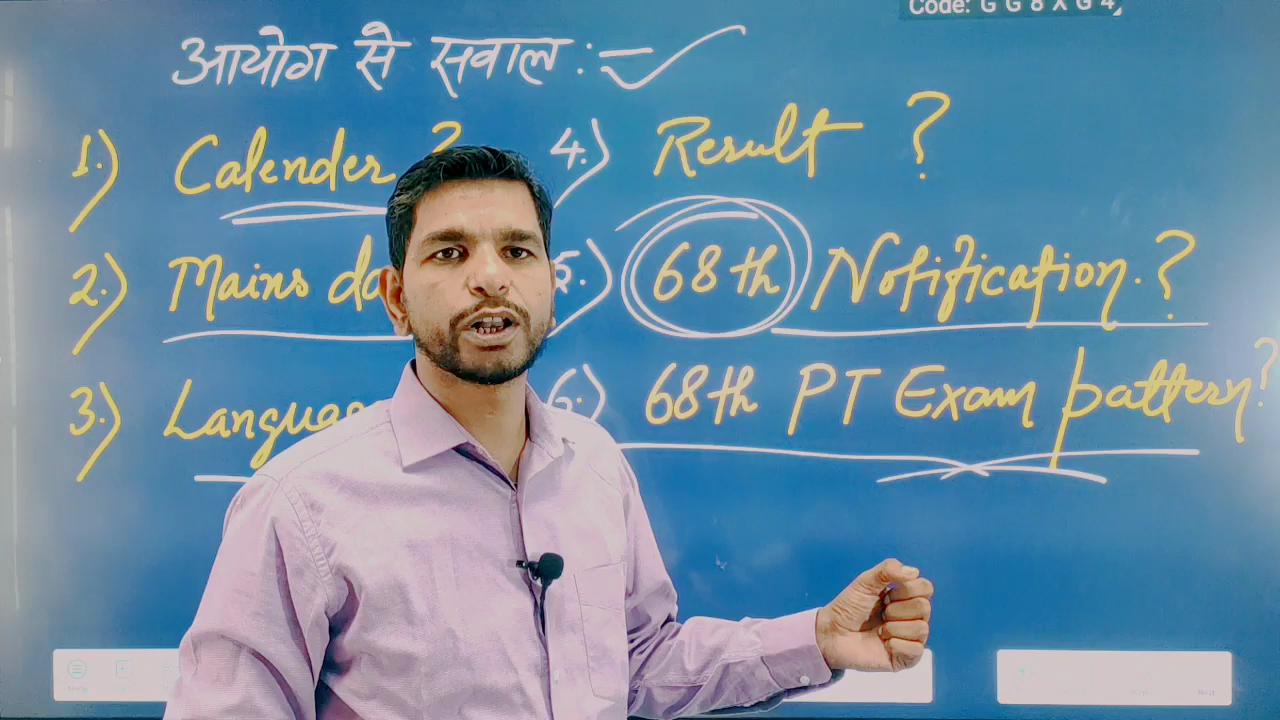 Code: G G 8 X G 4
आयोग से सवाल :-
1.) Calender ?
2.) Mains
3.)
4.) Result ?
5.) 68th Notification. ?
6.) 68th PT Exam pattern?